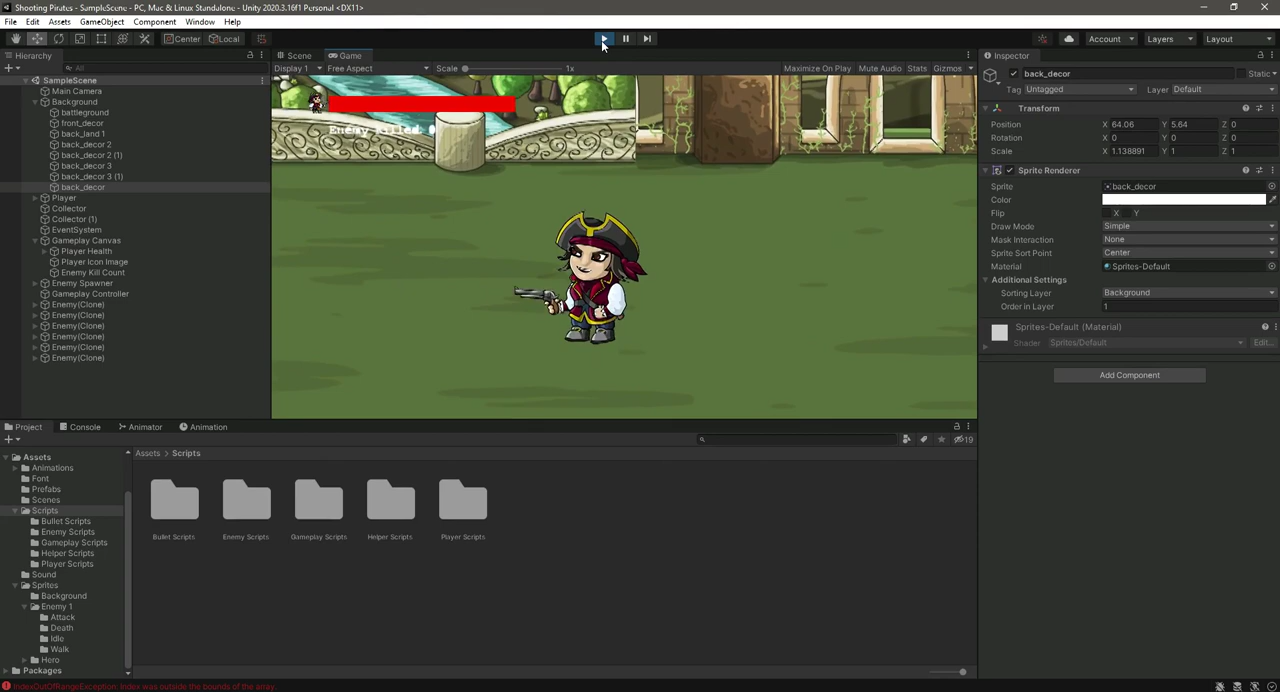 Shooting Pirates - SampleScene - PC, Mac & Linux Standalone - Unity 2020.3.16f1 Personal <DX11>
File Edit Assets GameObject Component Window Help
Center Local Account Layers Layout
Hierarchy Scene Game Inspector
All Display 1 Free Aspect Scale 1x Maximize On Play Mute Audio Stats Gizmos back_decor Static
SampleScene
Main Camera
Background
battleground
front_decor
back_land 1
back_decor 2
back_decor 2 (1)
back_decor 3
back_decor 3 (1)
back_decor
Player
Collector
Collector (1)
EventSystem
Gameplay Canvas
Player Health
Player Icon Image
Enemy Kill Count
Enemy Spawner
Gameplay Controller
Enemy(Clone)
Enemy(Clone)
Enemy(Clone)
Enemy(Clone)
Enemy(Clone)
Enemy(Clone)
Enemy Killed: 0
Tag Untagged Layer Default
Transform
Position X 64.06 Y 5.64 Z 0
Rotation X 0 Y 0 Z 0
Scale X 1.138891 Y 1 Z 1
Sprite Renderer
Sprite back_decor
Color
Flip X Y
Draw Mode Simple
Mask Interaction None
Sprite Sort Point Center
Material Sprites-Default
Additional Settings
Sorting Layer Background
Order in Layer 1
Sprites-Default (Material)
Shader Sprites/Default Edit...
Add Component
Project Console Animator Animation
19
Assets
Animations
Font
Prefabs
Scenes
Scripts
Bullet Scripts
Enemy Scripts
Gameplay Scripts
Helper Scripts
Player Scripts
Sound
Sprites
Background
Enemy 1
Attack
Death
Idle
Walk
Hero
Packages
Assets > Scripts
Bullet Scripts Enemy Scripts Gameplay Scripts Helper Scripts Player Scripts
IndexOutOfRangeException: Index was outside the bounds of the array.